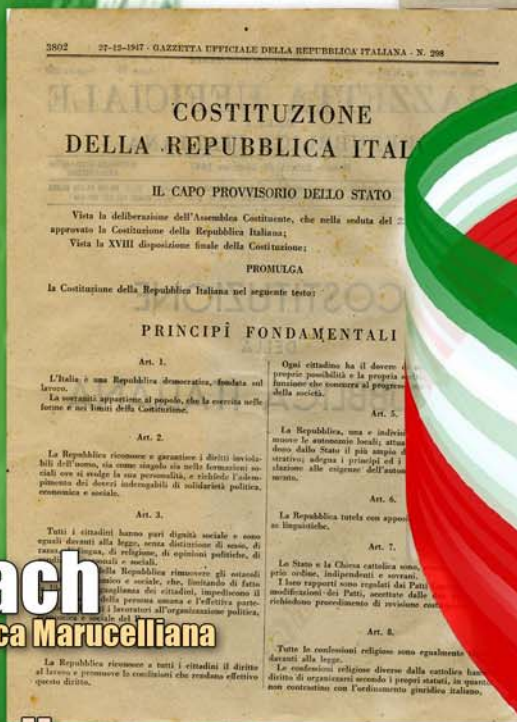 3802 27-12-1947 - GAZZETTA UFFICIALE DELLA REPUBBLICA ITALIANA - N. 298
COSTITUZIONE
DELLA REPUBBLICA ITAL
IL CAPO PROVVISORIO DELLO STATO
Vista la deliberazione dell'Assemblea Costituente, che nella seduta del
approvato la Costituzione della Repubblica Italiana;
Vista la XVIII disposizione finale della Costituzione;
PROMULGA
la Costituzione della Repubblica Italiana nel seguente testo:
PRINCIPÎ FONDAMENTALI
Art. 1.
L'Italia è una Repubblica democratica, fondata sul
lavoro.
La sovranità appartiene al popolo, che la esercita nelle
forme e nei limiti della Costituzione.
Art. 2.
La Repubblica riconosce e garantisce i diritti inviola-
bili dell'uomo, sia come singolo sia nelle formazioni so-
ciali ove si svolge la sua personalità, e richiede l'adem-
pimento dei doveri inderogabili di solidarietà politica,
economica e sociale.
Art. 3.
Tutti i cittadini hanno pari dignità sociale e sono
eguali davanti alla legge, senza distinzione di sesso, di
razza, di lingua, di religione, di opinioni politiche, di
sonali e sociali.
della Repubblica rimuovere gli ostacoli
mico e sociale, che, limitando di fatto
uaglianza dei cittadini, impediscono il
della persona umana e l'effettiva parte-
i lavoratori all'organizzazione politica,
e sociale del
La Repubblica riconosce a tutti i cittadini il diritto
al lavoro e promuove le condizioni che rendono effettivo
questo diritto.
Ogni cittadino ha il dovere
proprie possibilità e la propria
funzione che concorra al progresso
della società.
Art. 5.
La Repubblica, una e indivisi
muove le autonomie locali; attua
dono dallo Stato il più ampio d
strativo; adegua i principi ed i
slazione alle esigenze dell'auton
mento.
Art. 6.
La Repubblica tutela con apposi
ze linguistiche.
Art. 7.
Lo Stato e la Chiesa cattolica sono,
prio ordine, indipendenti e sovrani.
I loro rapporti sono regolati dai Patti
modificazioni dei Patti, accettate dalle
richiedono procedimento di revisione cost
Art. 8.
Tutte le confessioni religiose sono egualmente
davanti alla legge.
Le confessioni religiose diverse dalla cattolica han
diritto di organizzarsi secondo i propri statuti, in quanto
non contrastino con l'ordinamento giuridico italiano.
ach
ca Marucelliana